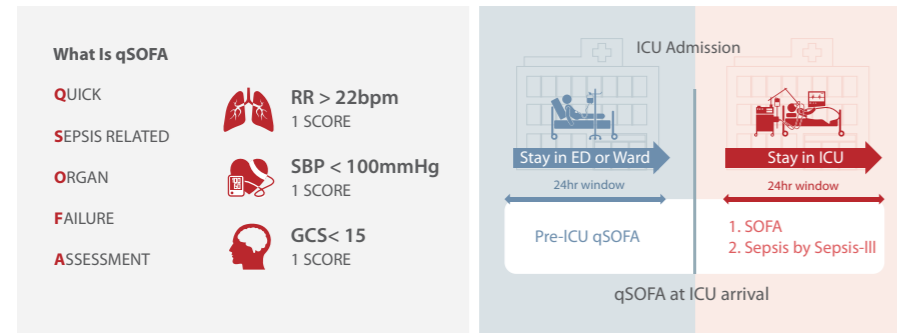 What Is qSOFA
QUICK
SEPSIS RELATED
ORGAN
FAILURE
ASSESSMENT
RR > 22bpm
1 SCORE
SBP < 100mmHg
1 SCORE
GCS< 15
1 SCORE
ICU Admission
Stay in ED or Ward
Stay in ICU
24hr window
24hr window
Pre-ICU qSOFA
1. SOFA
2. Sepsis by Sepsis-III
qSOFA at ICU arrival